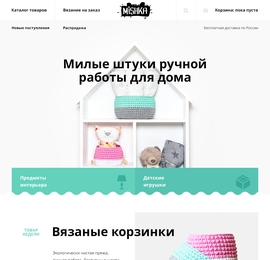 Каталог товаров
Вязание на заказ
MiSHKA
Корзина: пока пуста
Новые поступления
Распродажа
Бесплатная доставка по России
Милые штуки ручной
работы для дома
Предметы
интерьера
Детские
игрушки
ТОВАР
НЕДЕЛИ
Вязаные корзинки
Экологически чистая пряжа,